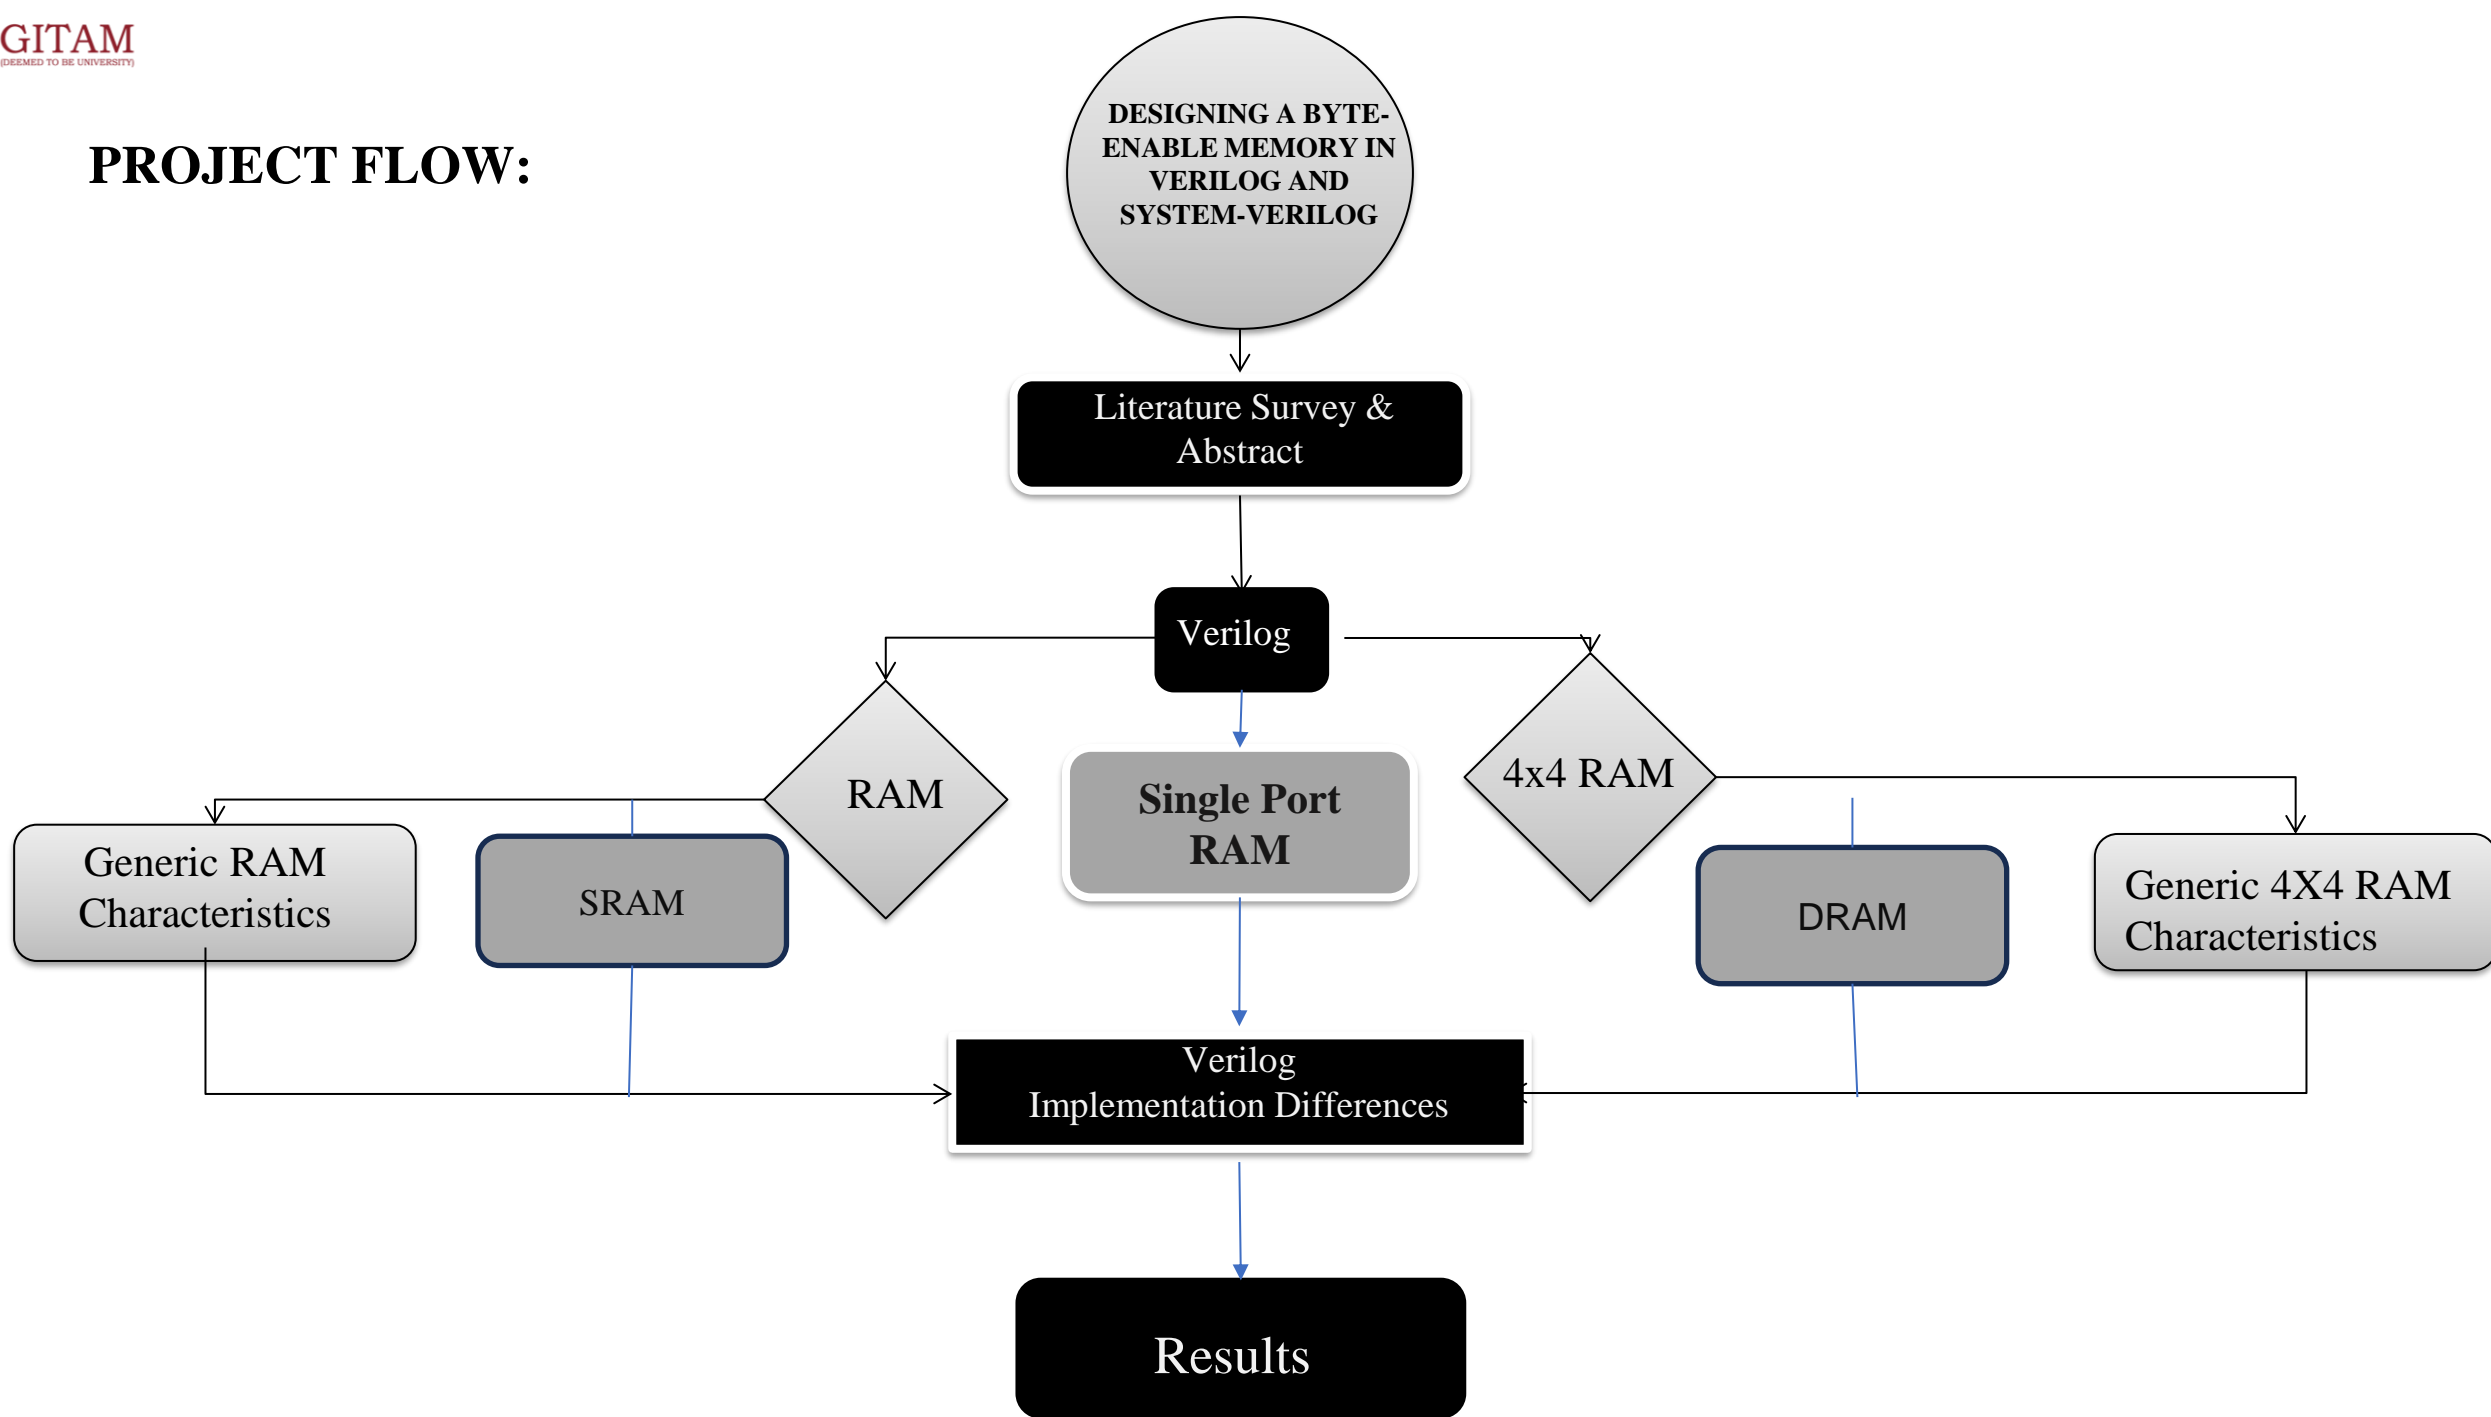 GITAM
(DEEMED TO BE UNIVERSITY)
PROJECT FLOW:
DESIGNING A BYTE-
ENABLE MEMORY IN
VERILOG AND
SYSTEM-VERILOG
Literature Survey &
Abstract
Verilog
RAM
Single Port
RAM
4x4 RAM
Generic RAM
Characteristics
SRAM
DRAM
Generic 4X4 RAM
Characteristics
Verilog
Implementation Differences
Results